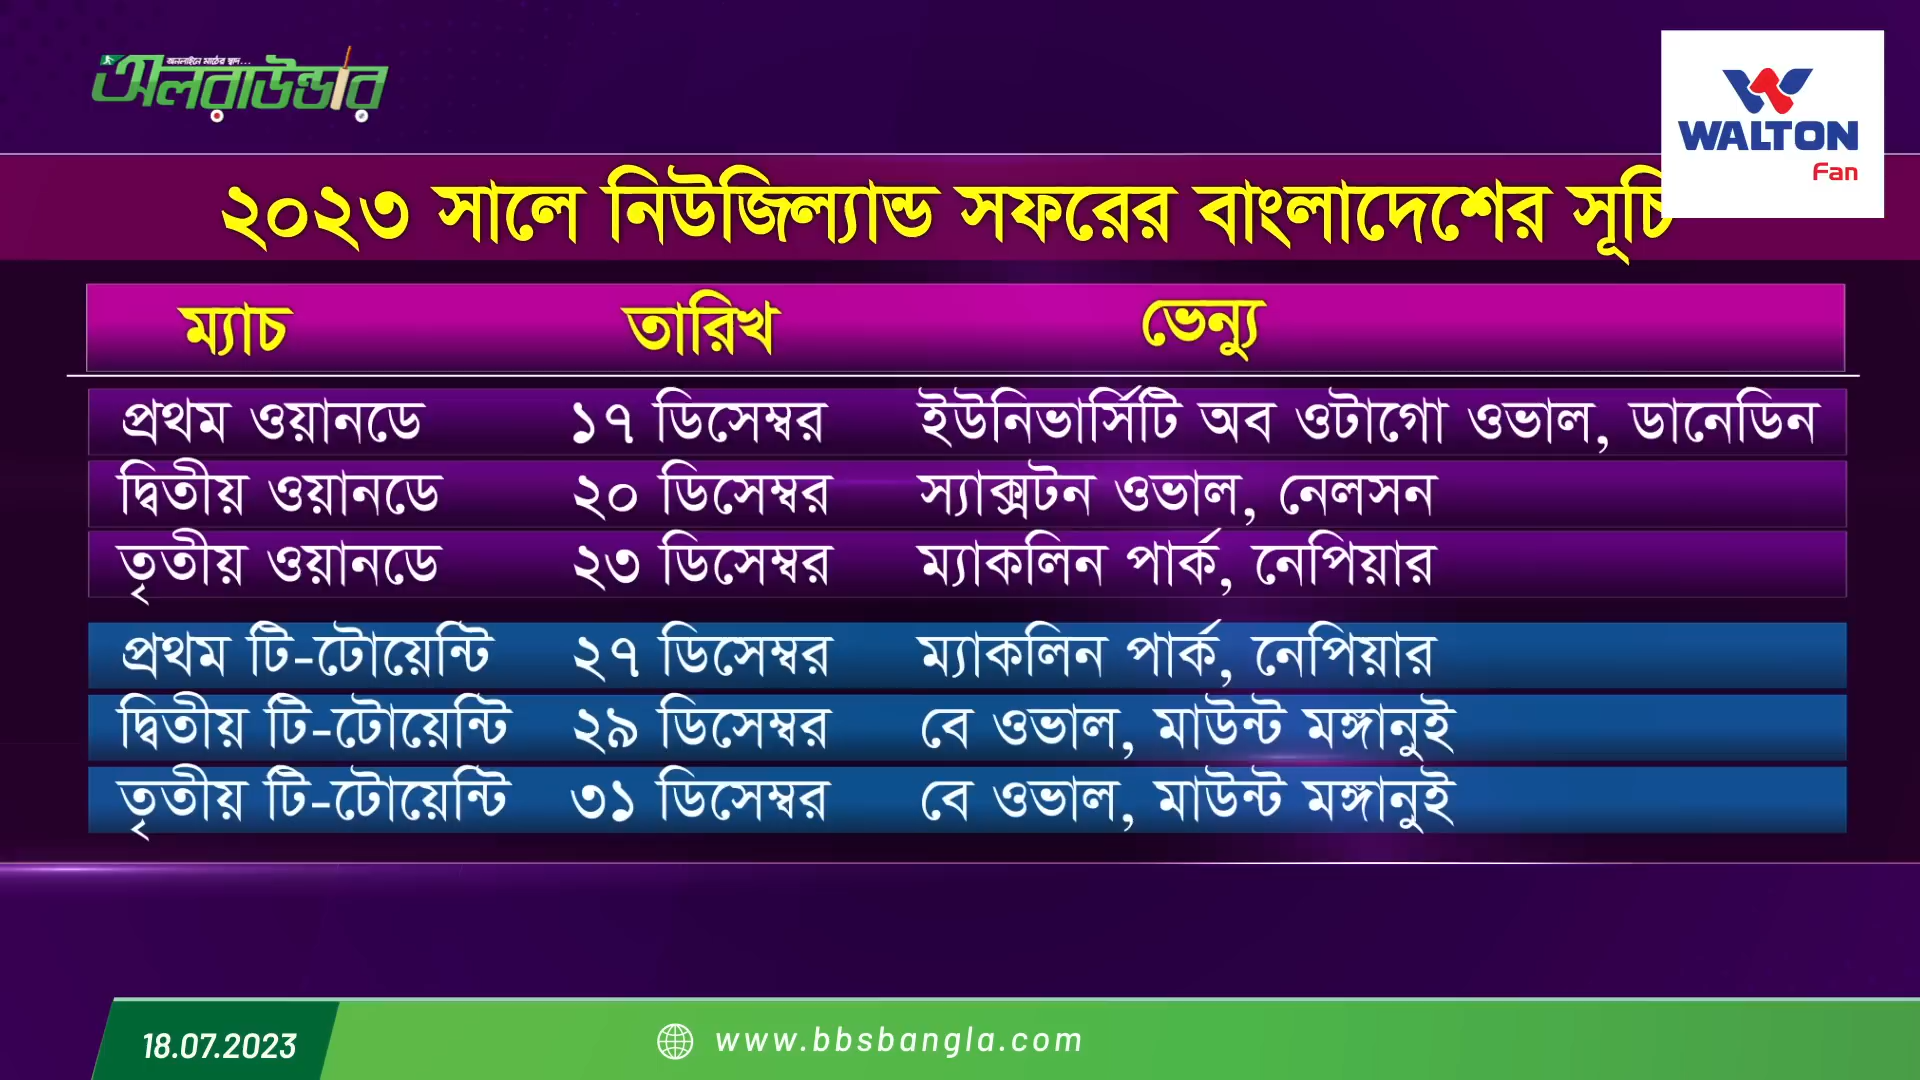 অনলাইনে মাঠের স্বাদ...
অলরাউন্ডার
WALTON
Fan
২০২৩ সালে নিউজিল্যান্ড সফরের বাংলাদেশের সূচি
ম্যাচ তারিখ ভেন্যু
প্রথম ওয়ানডে ১৭ ডিসেম্বর ইউনিভার্সিটি অব ওটাগো ওভাল, ডানেডিন
দ্বিতীয় ওয়ানডে ২০ ডিসেম্বর স্যাক্সটন ওভাল, নেলসন
তৃতীয় ওয়ানডে ২৩ ডিসেম্বর ম্যাকলিন পার্ক, নেপিয়ার
প্রথম টি-টোয়েন্টি ২৭ ডিসেম্বর ম্যাকলিন পার্ক, নেপিয়ার
দ্বিতীয় টি-টোয়েন্টি ২৯ ডিসেম্বর বে ওভাল, মাউন্ট মঙ্গানুই
তৃতীয় টি-টোয়েন্টি ৩১ ডিসেম্বর বে ওভাল, মাউন্ট মঙ্গানুই
18.07.2023 www.bbsbangla.com